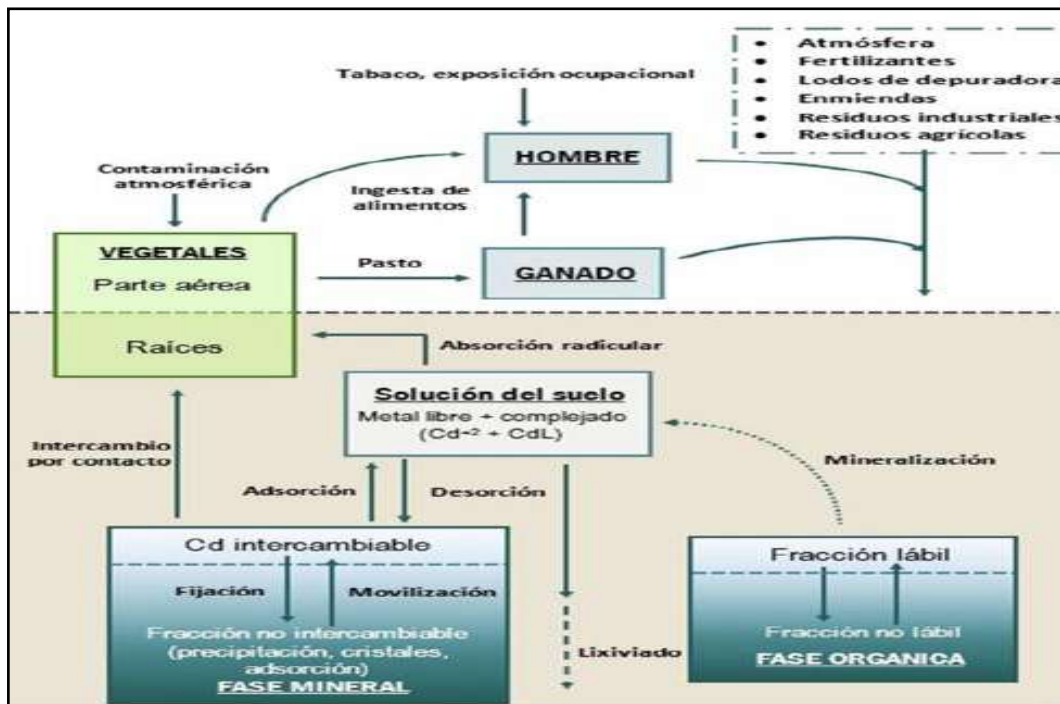 • Atmósfera
• Fertilizantes
• Lodos de depuradora
• Enmiendas
• Residuos industriales
• Residuos agrícolas
Tabaco, exposición ocupacional
HOMBRE
Contaminación
atmosférica
Ingesta de
alimentos
VEGETALES
Parte aérea
Pasto
GANADO
Raíces
Absorción radicular
Solución del suelo
Metal libre + complejado
(Cd+2 + CdL)
Intercambio
por contacto
Mineralización
Adsorción
Desorción
Cd intercambiable
Fracción lábil
Fijación
Movilización
Fracción no intercambiable
(precipitación, cristales,
adsorción)
FASE MINERAL
Lixiviado
Fracción no lábil
FASE ORGANICA